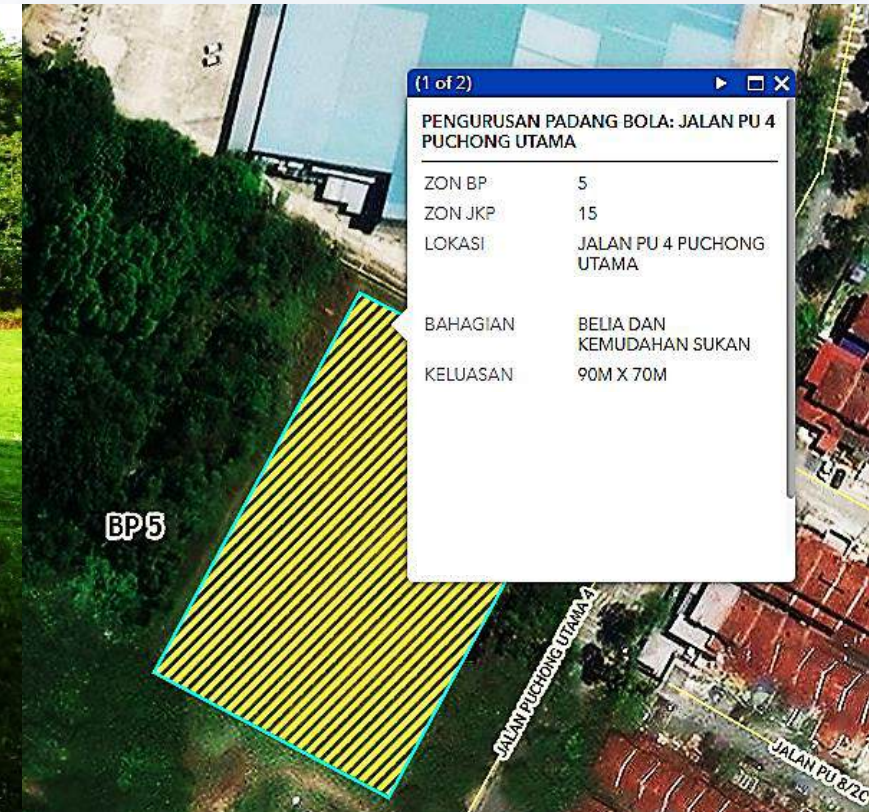 (1 of 2)
PENGURUSAN PADANG BOLA: JALAN PU 4
PUCHONG UTAMA
ZON BP 5
ZON JKP 15
LOKASI JALAN PU 4 PUCHONG
UTAMA
BAHAGIAN BELIA DAN
KEMUDAHAN SUKAN
KELUASAN 90M X 70M
BP 5
JALAN PUCHONG UTAMA 4
JALAN PU 8/2C